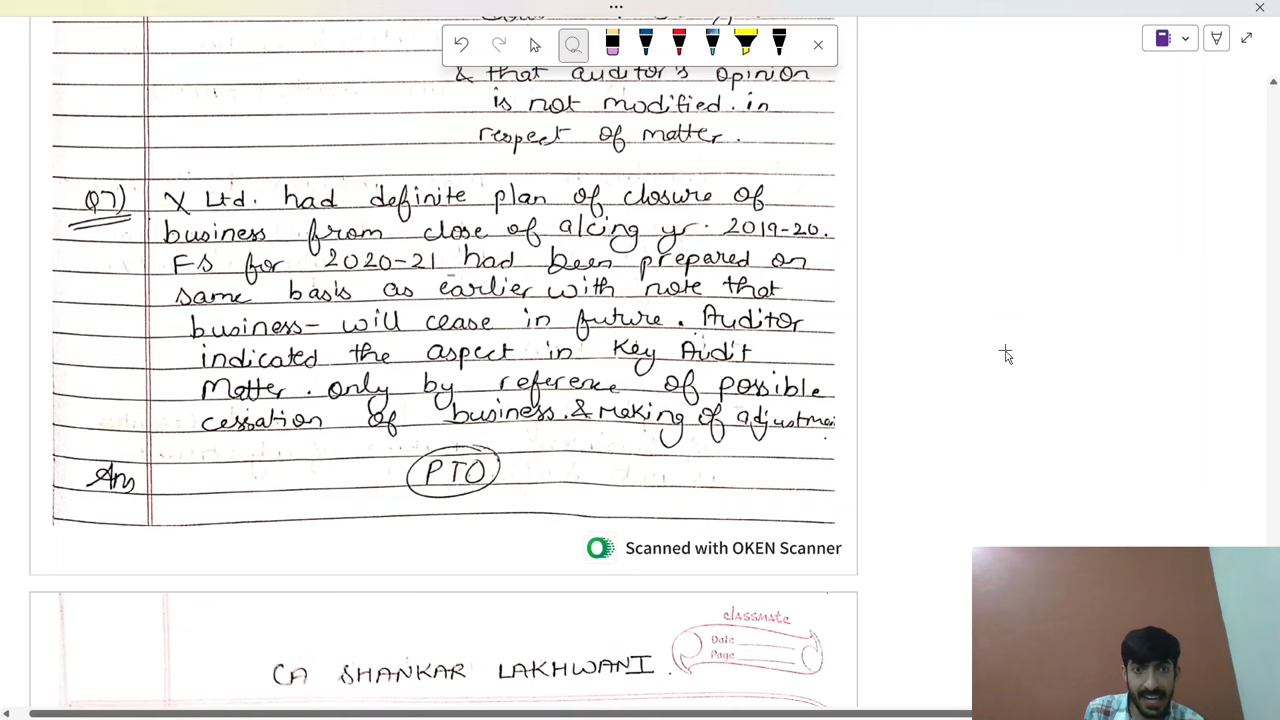 & that auditor's opinion
is not modified in
respect of matter.
Q7) X Ltd. had definite plan of closure of
business from close of a/cing yr. 2019-20.
FS for 2020-21 had been prepared on
same basis as earlier with note that
business - will cease in future. Auditor
indicated the aspect in Key Audit
Matter. only by reference of possible
cessation of business. & making of
Ans PTO
Scanned with OKEN Scanner
classmate
Date
Page
CA SHANKAR LAKHWANI.